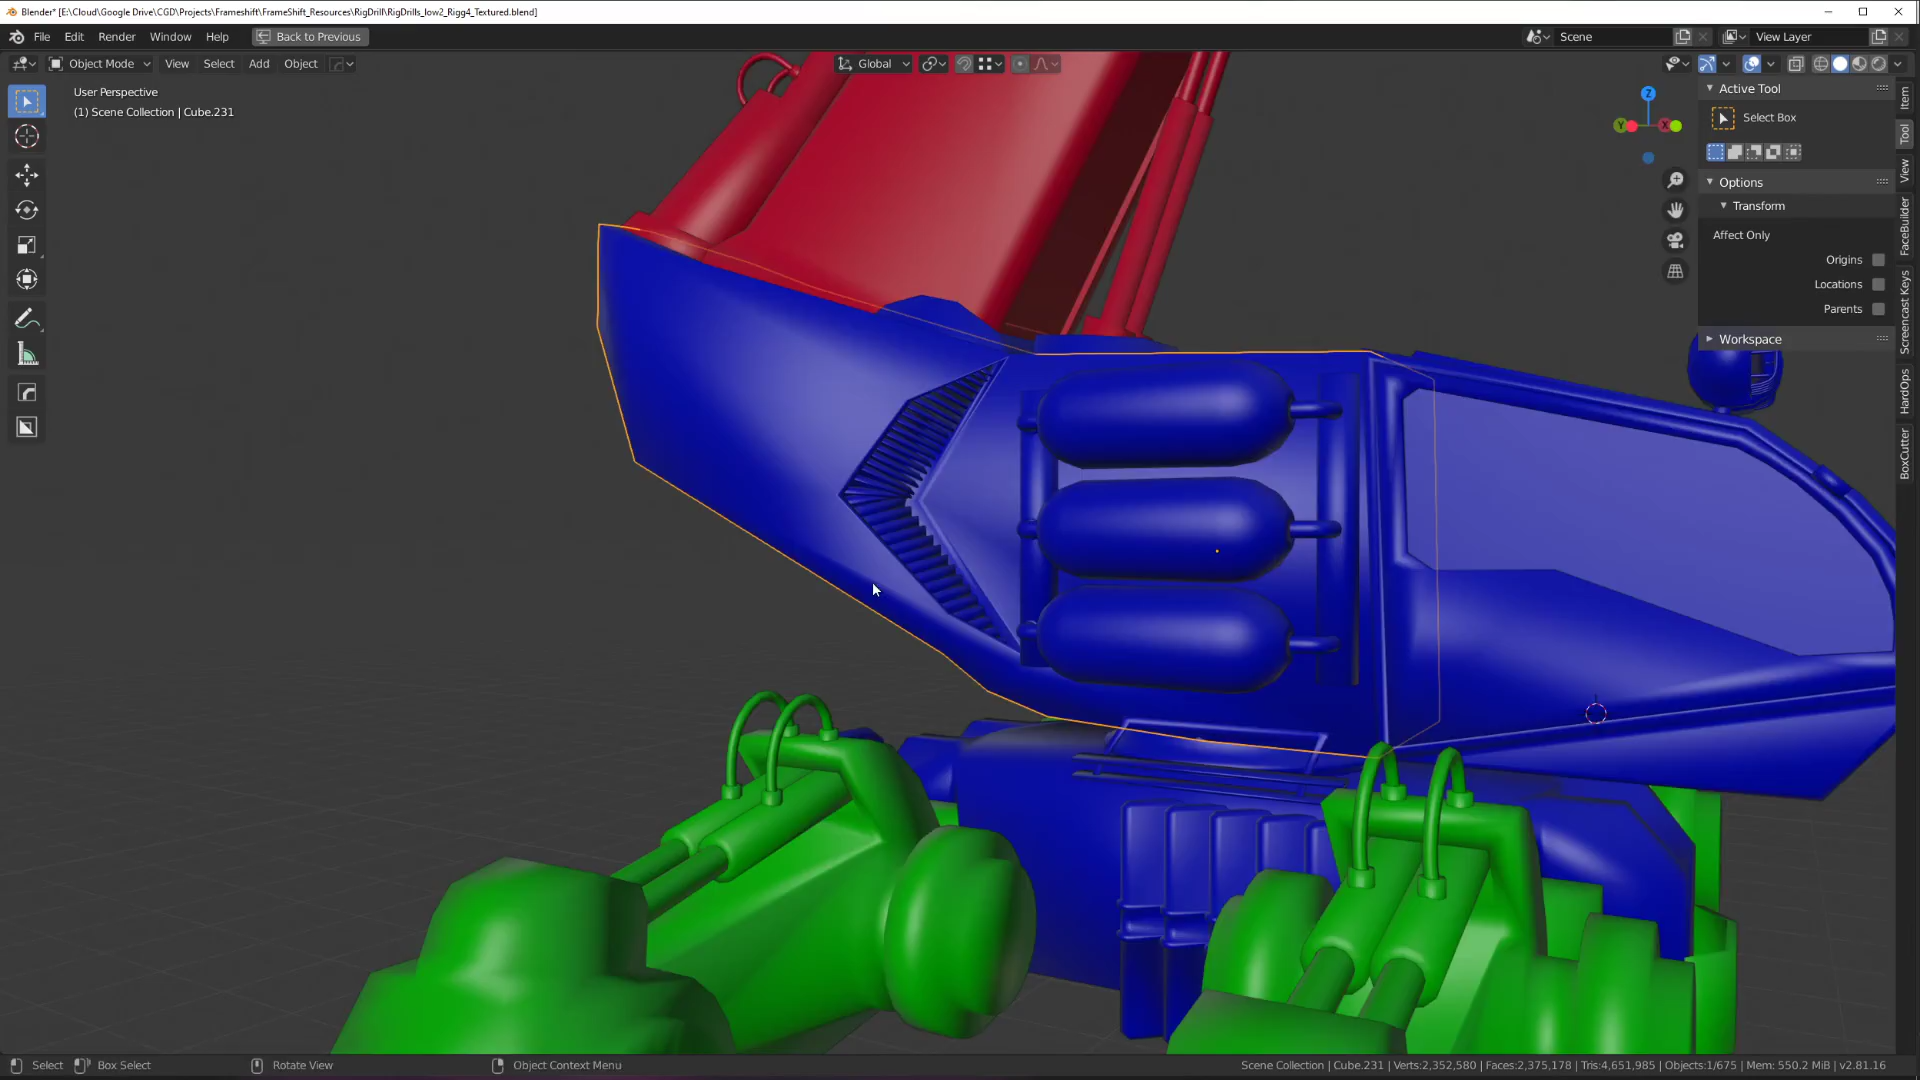 Blender* [E:\Cloud\Google Drive\CGD\Projects\Frameshift\FrameShift_Resources\RigDrill\RigDrills_low2_Rigg4_Textured.blend]
File Edit Render Window Help Back to Previous Scene View Layer
Object Mode View Select Add Object Global
User Perspective
(1) Scene Collection | Cube.231
Z
Y X
Active Tool
Select Box
Options
Transform
Affect Only
Origins
Locations
Parents
Workspace
Item
Tool
View
FaceBuilder
Screencast Keys
HardOps
BoxCutter
Select Box Select Rotate View Object Context Menu Scene Collection | Cube.231 | Verts:2,352,580 | Faces:2,375,178 | Tris:4,651,985 | Objects:1/675 | Mem: 550.2 MiB | v2.81.16